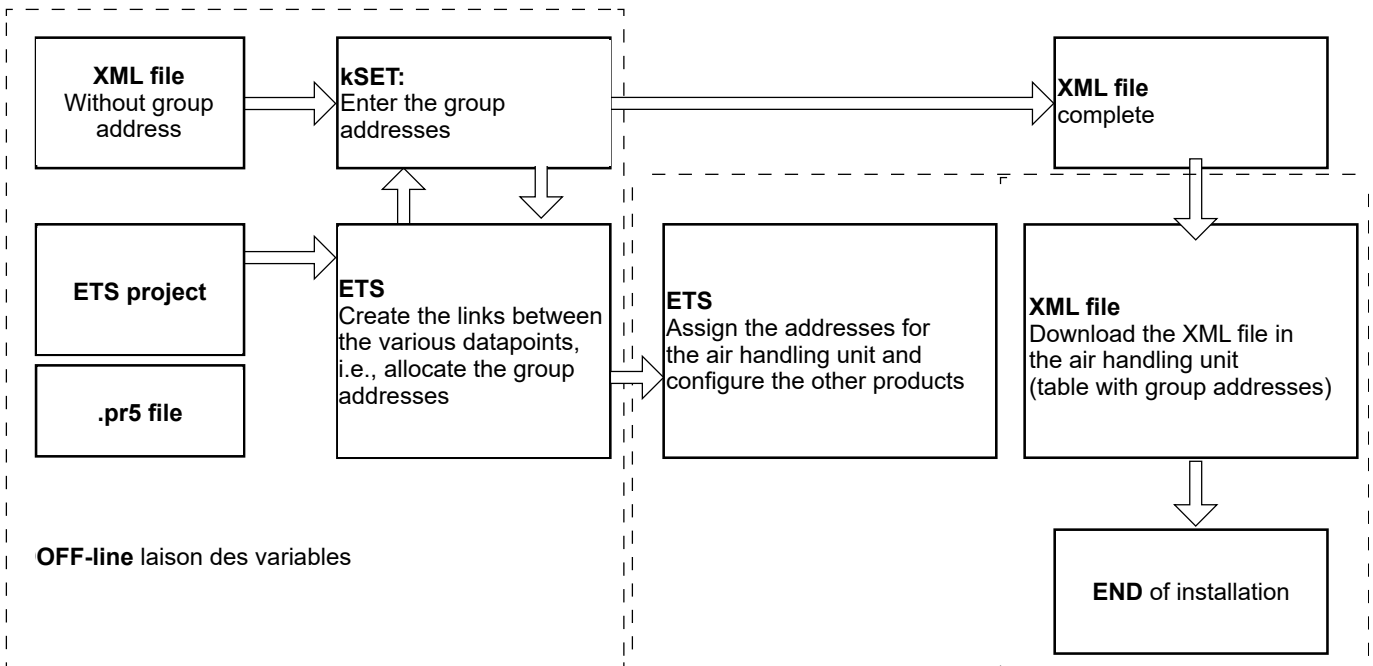 XML file
Without group
address
kSET:
Enter the group
addresses
XML file
complete
ETS project
.pr5 file
ETS
Create the links between
the various datapoints,
i.e., allocate the group
addresses
ETS
Assign the addresses for
the air handling unit and
configure the other products
XML file
Download the XML file in
the air handling unit
(table with group addresses)
OFF-line laison des variables
END of installation